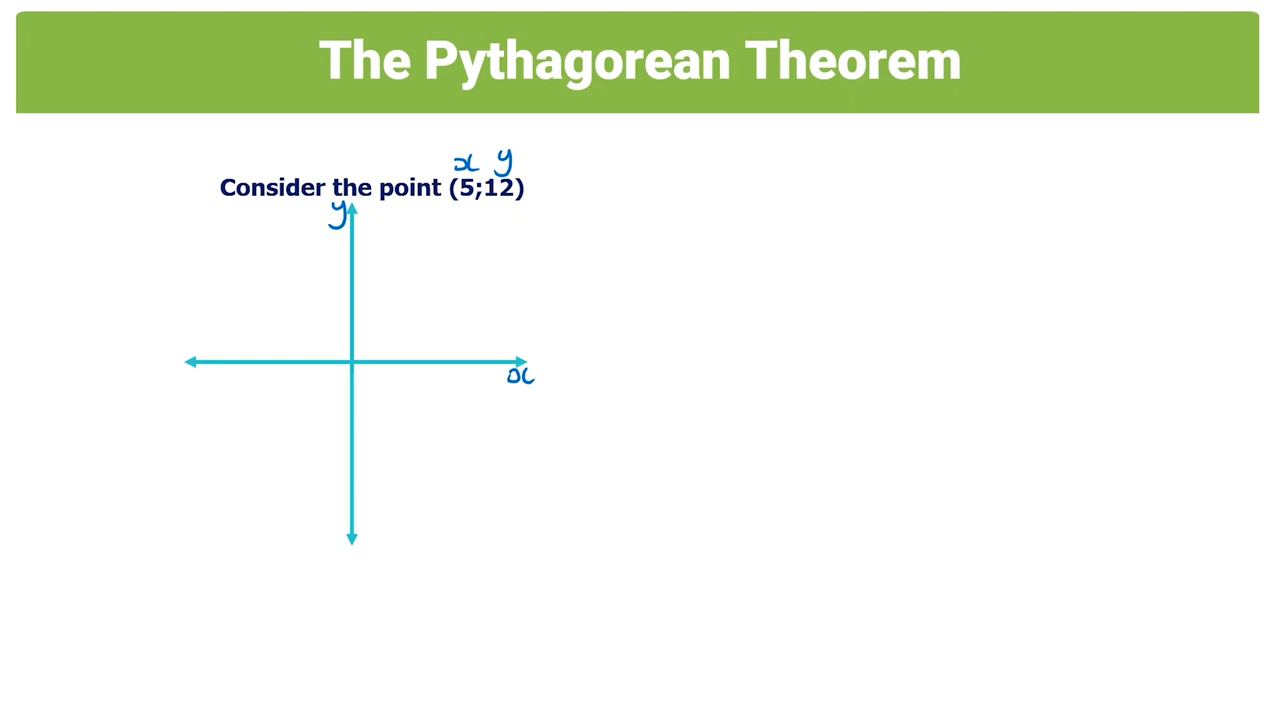 The Pythagorean Theorem
x y
Consider the point (5;12)
y
x